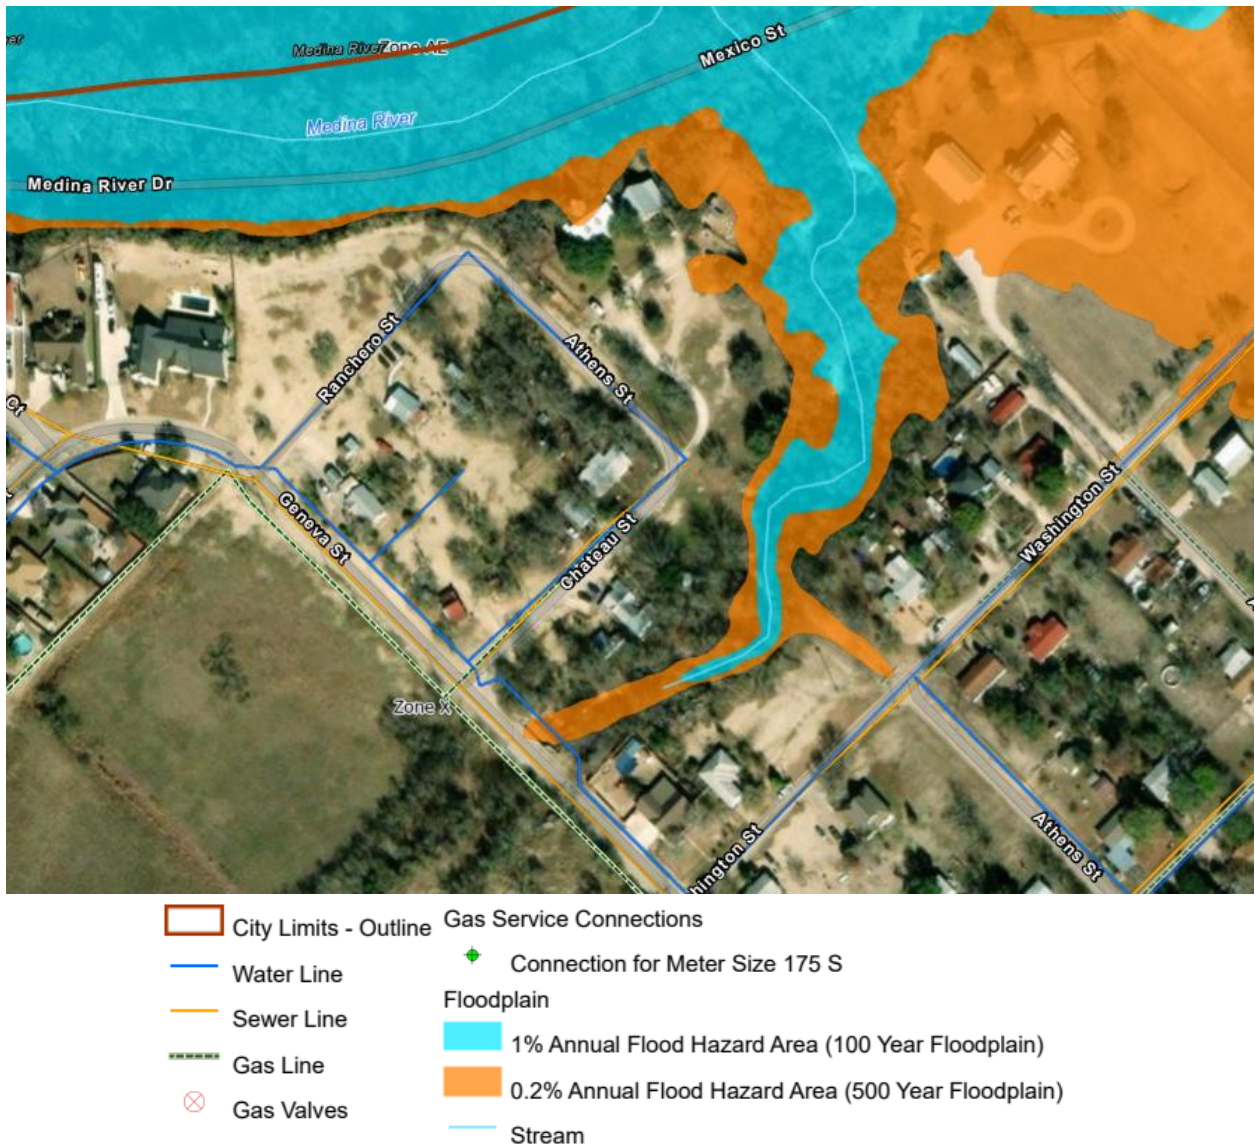 Medina River
Zone AE
Mexico St
Medina River
Medina River Dr
Ranchero St
Athens St
Ct
Geneva St
Chateau St
Washington St
Zone X
hington St
Athens St
City Limits - Outline
Water Line
Sewer Line
Gas Line
Gas Valves
Gas Service Connections
Connection for Meter Size 175 S
Floodplain
1% Annual Flood Hazard Area (100 Year Floodplain)
0.2% Annual Flood Hazard Area (500 Year Floodplain)
Stream